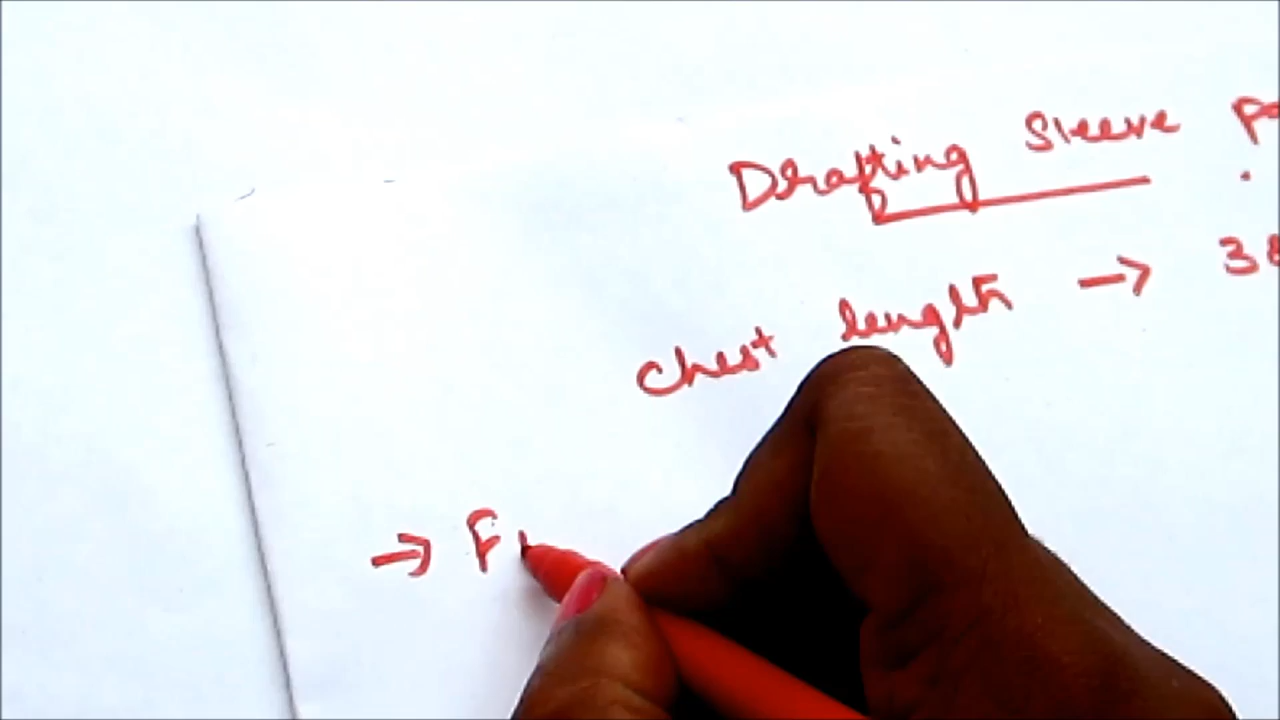 Drafting Sleeve
Chest length →
→ F